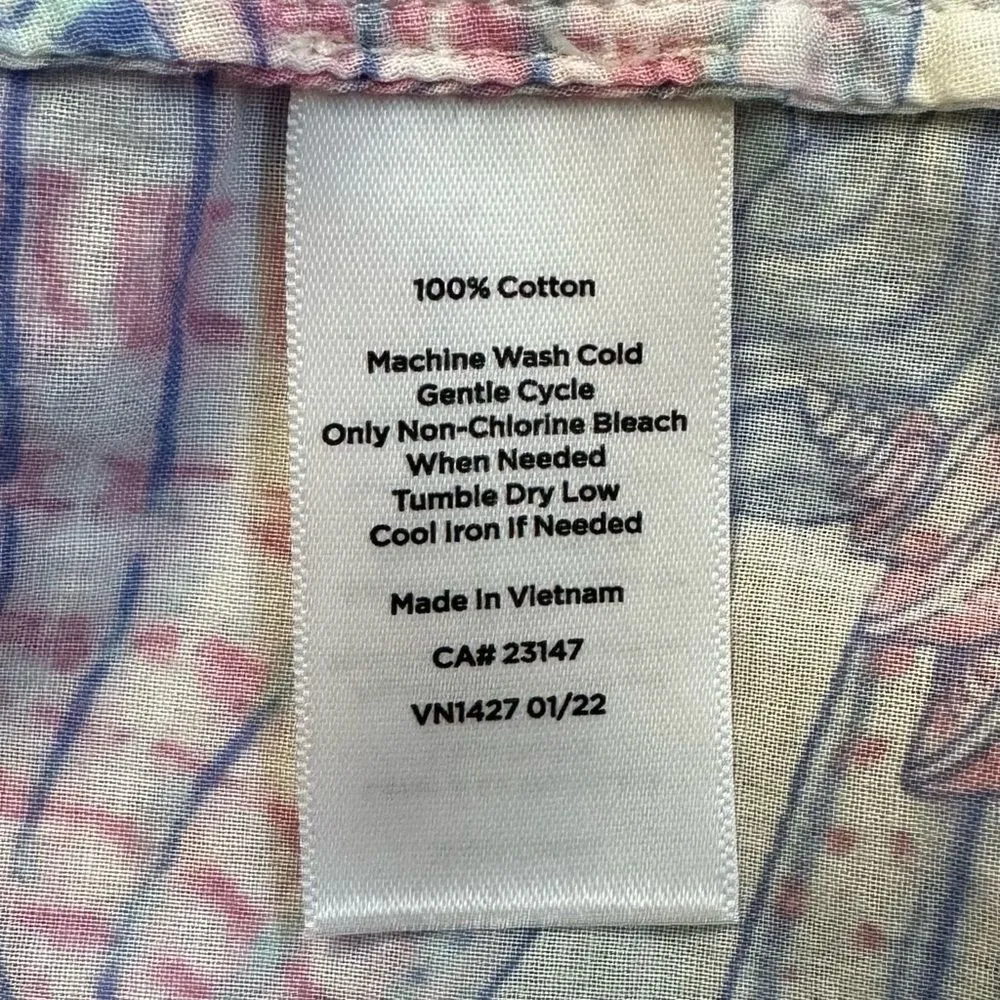 100% Cotton
Machine Wash Cold
Gentle Cycle
Only Non-Chlorine Bleach
When Needed
Tumble Dry Low
Cool Iron If Needed
Made In Vietnam
CA# 23147
VN1427 01/22